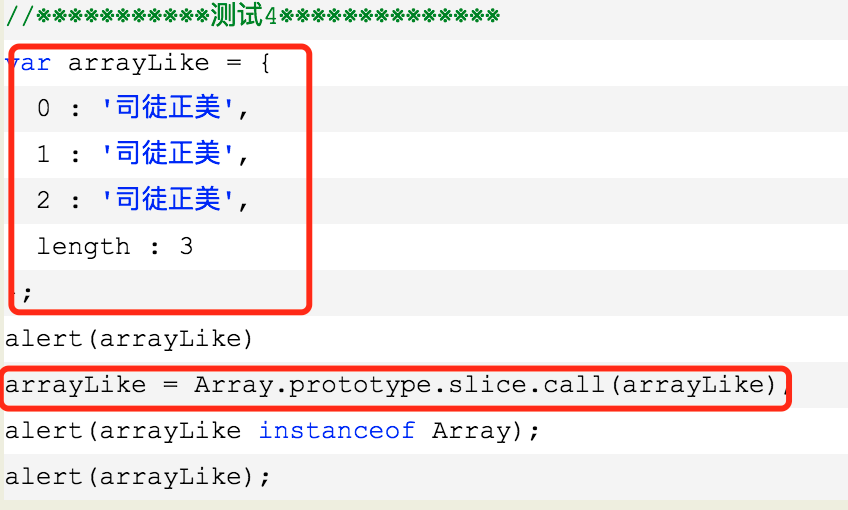 //※※※※※※※※※※※测试4※※※※※※※※※※※※※※
var arrayLike = {
0 : '司徒正美',
1 : '司徒正美',
2 : '司徒正美',
length : 3
};
alert(arrayLike)
arrayLike = Array.prototype.slice.call(arrayLike);
alert(arrayLike instanceof Array);
alert(arrayLike);